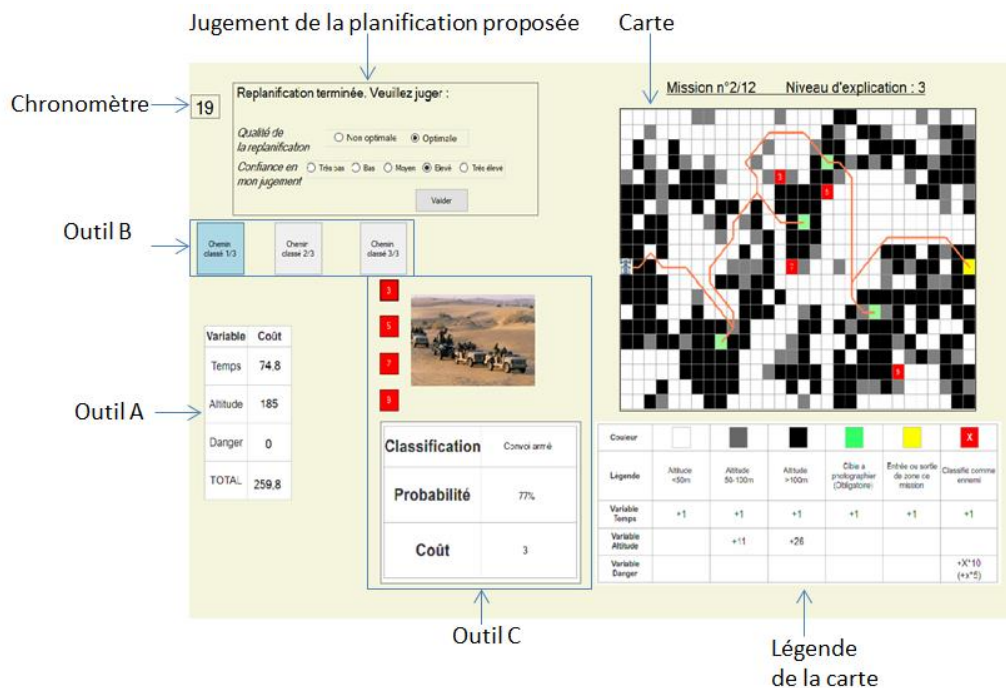 Jugement de la planification proposée
Carte
Chronomètre
19
Replanification terminée. Veuillez juger :
Qualité de
la replanification
Non optimale
Optimale
Confiance en
mon jugement
Très bas
Bas
Moyen
Elevé
Très élevé
Valider
Mission n°2/12 Niveau d'explication : 3
3
5
7
9
Outil B
Chemin
classé 1/3
Chemin
classé 2/3
Chemin
classé 3/3
3
5
7
9
Outil A
Variable Coût
Temps 74.8
Altitude 185
Danger 0
TOTAL 259,8
Classification Convoi armé
Probabilité 77%
Coût 3
Outil C
Couleur X
Légende
Altitude
<50m
Altitude
50-100m
Altitude
>100m
Cible a
photographier
(Obligatoire)
Entrée ou sortie
de zone de
mission
Classifié comme
ennemi
Variable
Temps
+1 +1 +1 +1 +1 +1
Variable
Altitude
+11 +26
Variable
Danger
+X*10
(+x*5)
Légende
de la carte